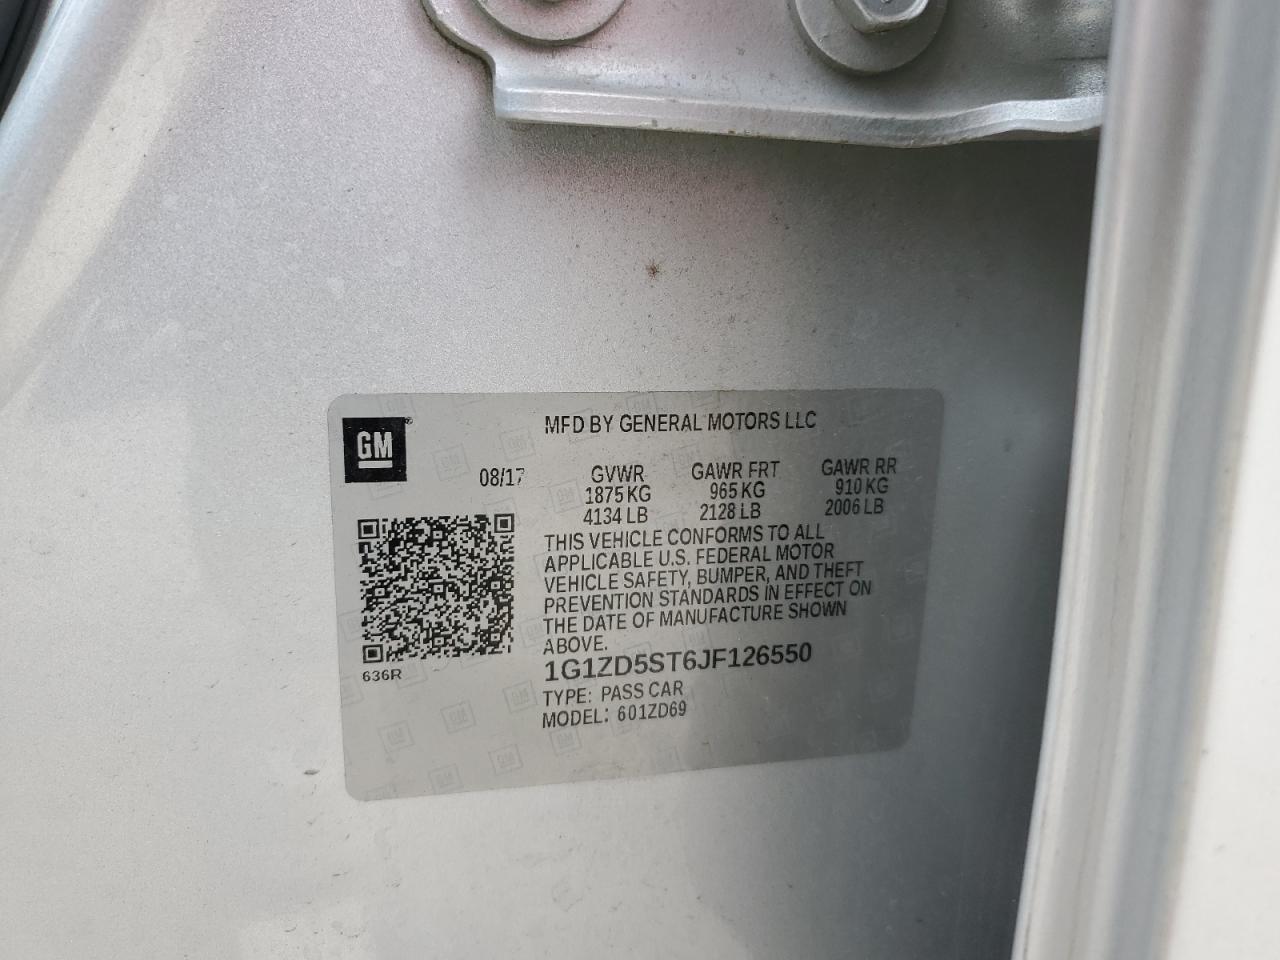 GM
MFD BY GENERAL MOTORS LLC
08/17 GVWR GAWR FRT GAWR RR
1875 KG 965 KG 910 KG
4134 LB 2128 LB 2006 LB
THIS VEHICLE CONFORMS TO ALL
APPLICABLE U.S. FEDERAL MOTOR
VEHICLE SAFETY, BUMPER, AND THEFT
PREVENTION STANDARDS IN EFFECT ON
THE DATE OF MANUFACTURE SHOWN
ABOVE.
636R
1G1ZD5ST6JF126550
TYPE: PASS CAR
MODEL: 601ZD69